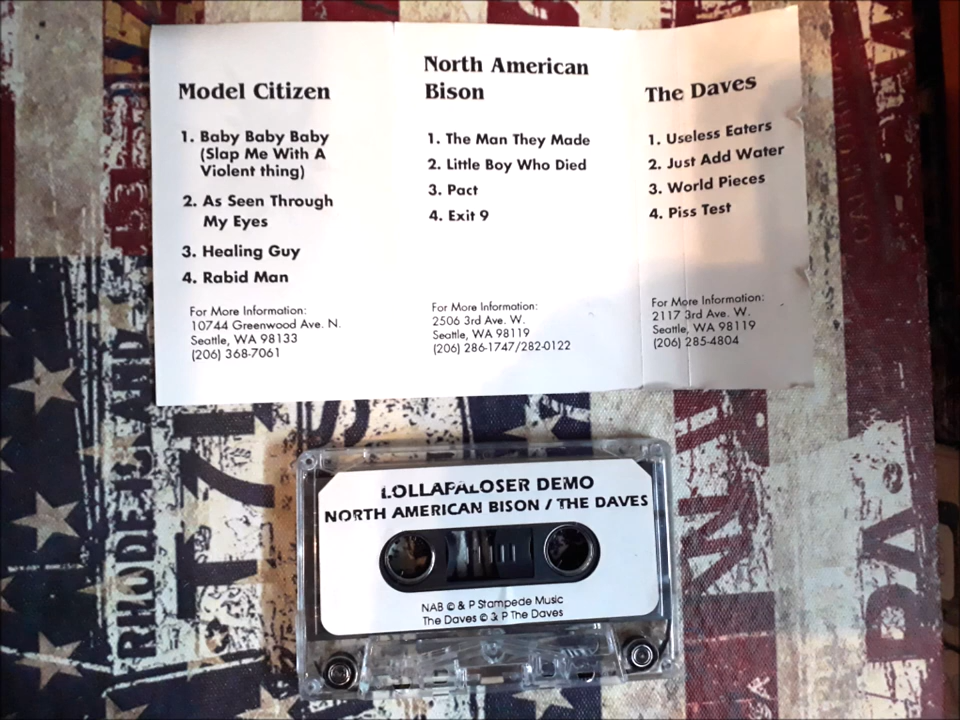 Model Citizen
1. Baby Baby Baby
(Slap Me With A
Violent thing)
2. As Seen Through
My Eyes
3. Healing Guy
4. Rabid Man
For More Information:
10744 Greenwood Ave. N.
Seattle, WA 98133
(206) 368-7061
North American
Bison
1. The Man They Made
2. Little Boy Who Died
3. Pact
4. Exit 9
For More Information:
2506 3rd Ave. W.
Seattle, WA 98119
(206) 286-1747/282-0122
The Daves
1. Useless Eaters
2. Just Add Water
3. World Pieces
4. Piss Test
For More Information:
2117 3rd Ave. W.
Seattle, WA 98119
(206) 285-4804
LOLLAPALOSER DEMO
NORTH AMERICAN BISON / THE DAVES
NAB © & P Stampede Music
The Daves © & P The Daves
RHODE ISLAND